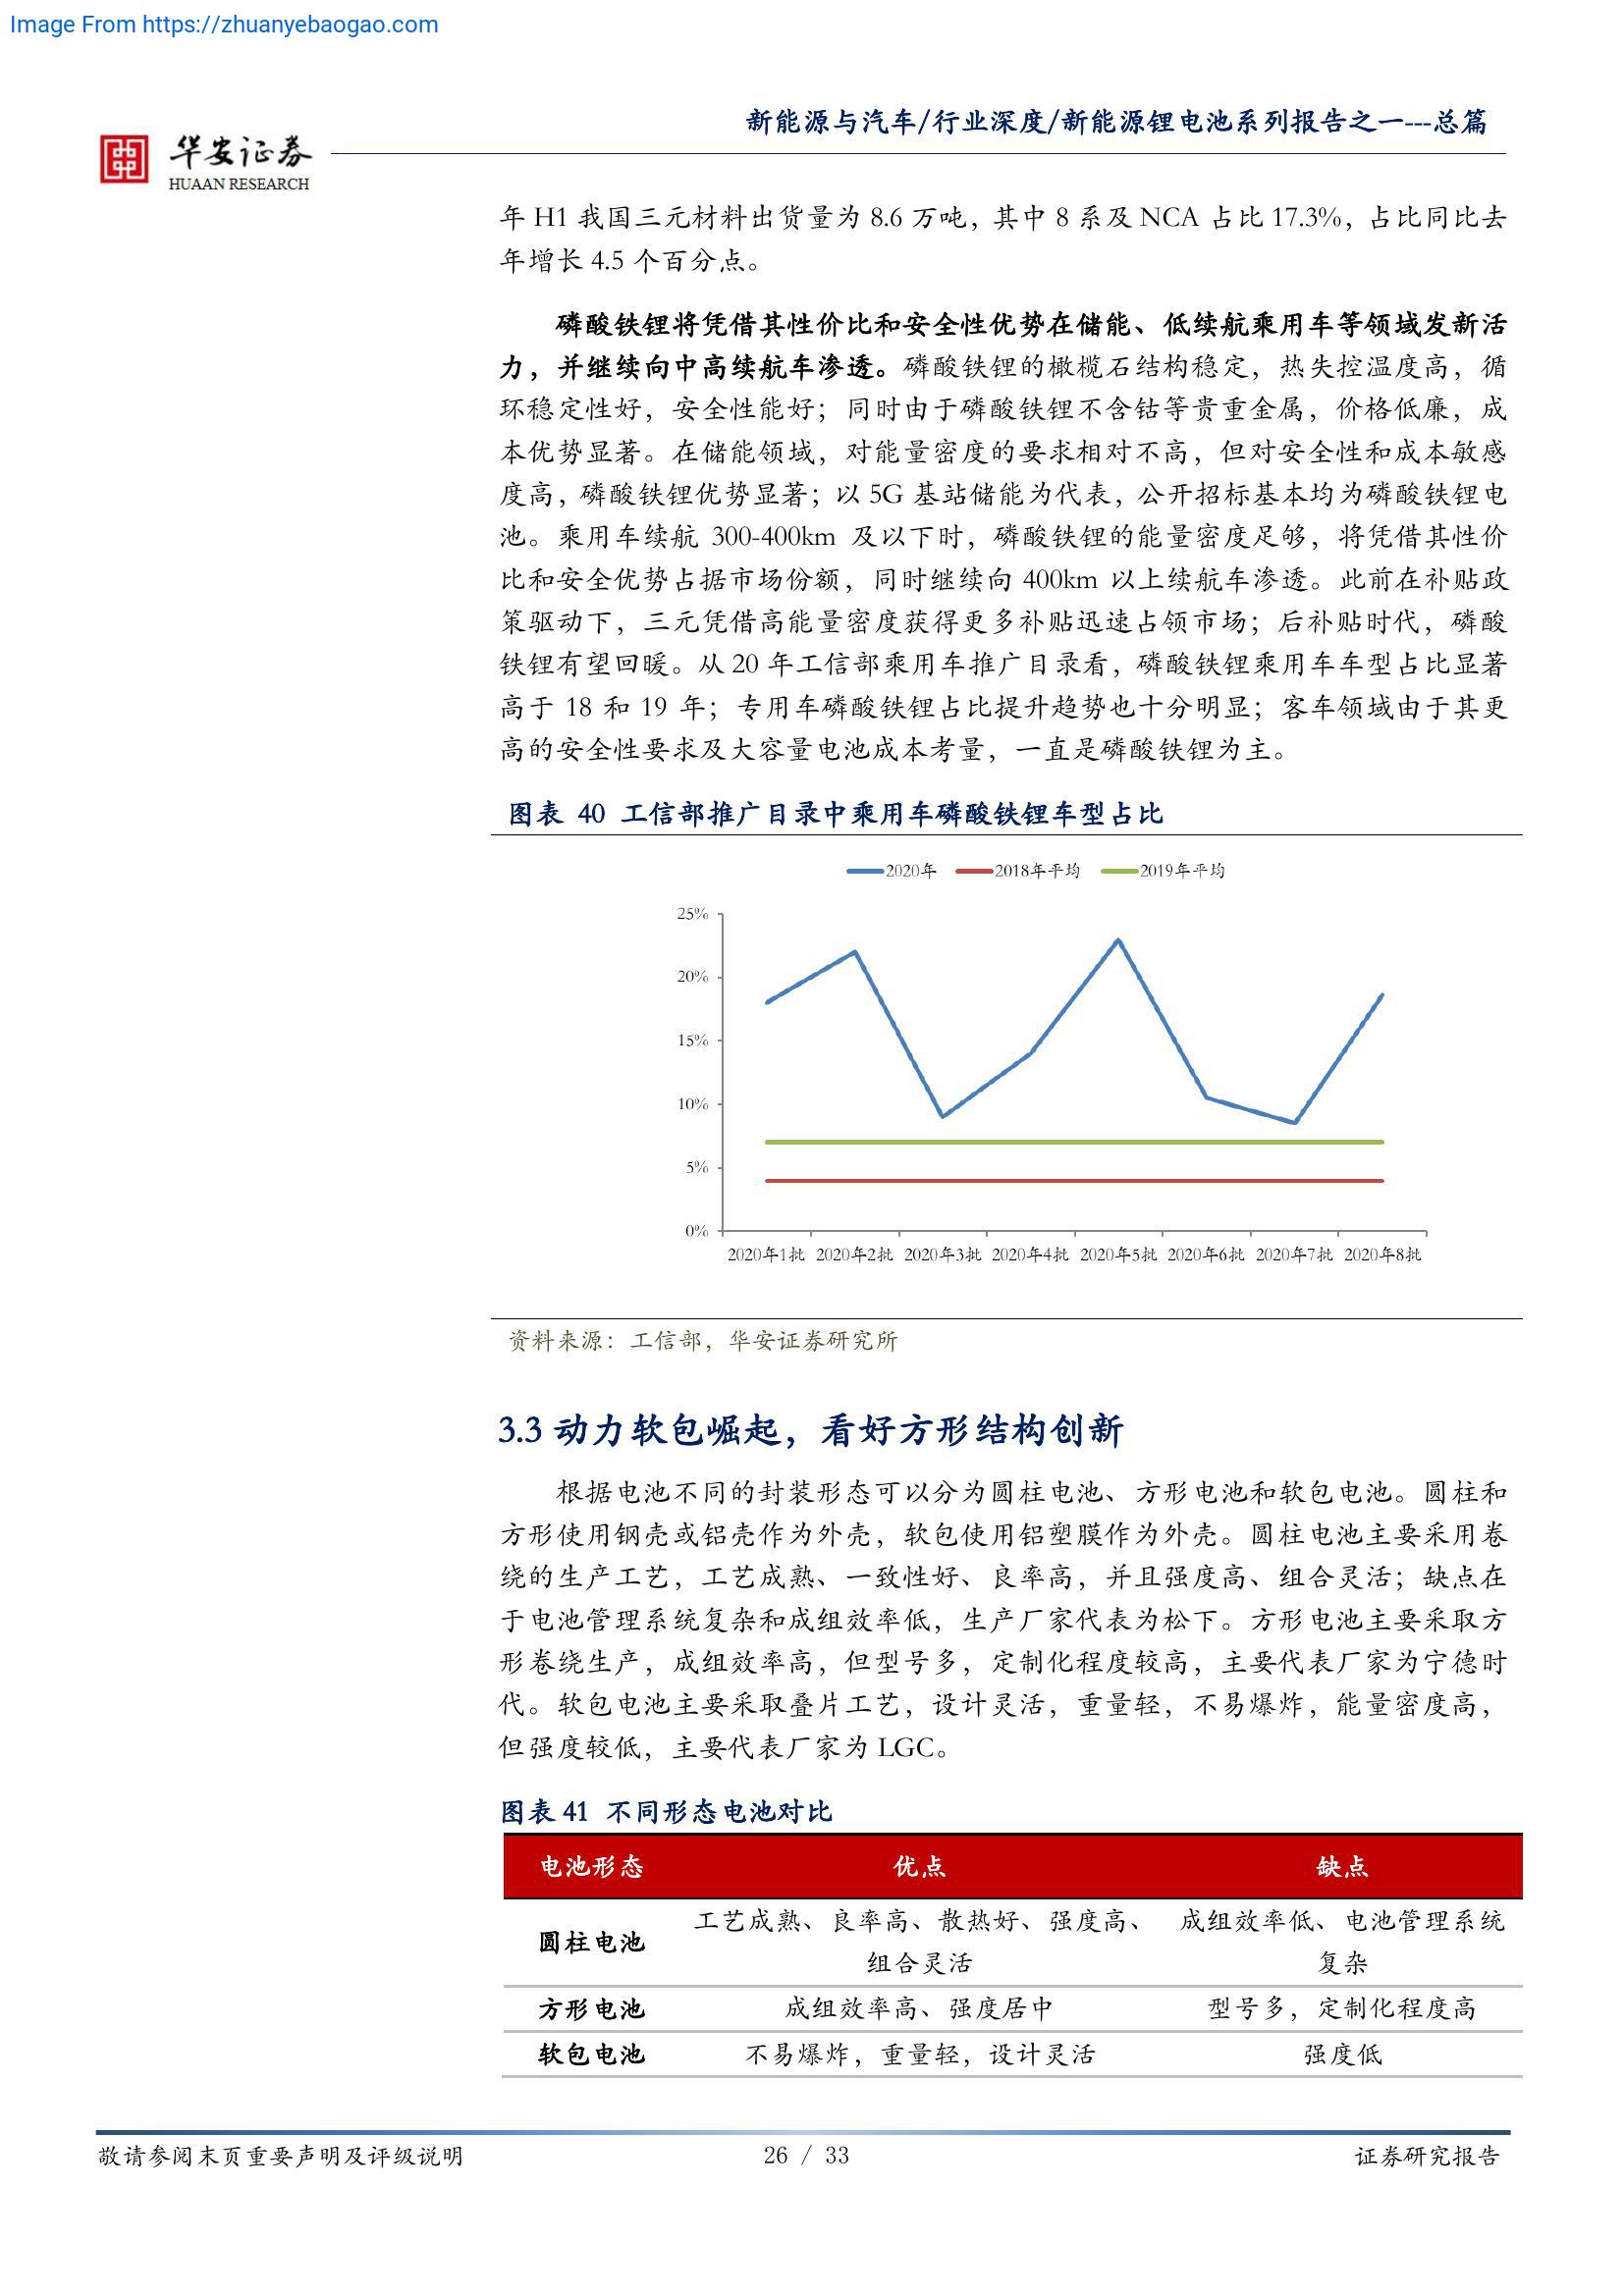 Image From https://zhuanyebaogao.com
新能源与汽车/行业深度/新能源锂电池系列报告之一---总篇
华安证券
HUAAN RESEARCH
年 H1 我国三元材料出货量为 8.6 万吨，其中 8 系及 NCA 占比 17.3%，占比同比去
年增长 4.5 个百分点。
磷酸铁锂将凭借其性价比和安全性优势在储能、低续航乘用车等领域发新活
力，并继续向中高续航车渗透。磷酸铁锂的橄榄石结构稳定，热失控温度高，循
环稳定性好，安全性能好；同时由于磷酸铁锂不含钴等贵重金属，价格低廉，成
本优势显著。在储能领域，对能量密度的要求相对不高，但对安全性和成本敏感
度高，磷酸铁锂优势显著；以 5G 基站储能为代表，公开招标基本均为磷酸铁锂电
池。乘用车续航 300-400km 及以下时，磷酸铁锂的能量密度足够，将凭借其性价
比和安全优势占据市场份额，同时继续向 400km 以上续航车渗透。此前在补贴政
策驱动下，三元凭借高能量密度获得更多补贴迅速占领市场；后补贴时代，磷酸
铁锂有望回暖。从 20 年工信部乘用车推广目录看，磷酸铁锂乘用车车型占比显著
高于 18 和 19 年；专用车磷酸铁锂占比提升趋势也十分明显；客车领域由于其更
高的安全性要求及大容量电池成本考量，一直是磷酸铁锂为主。
图表 40 工信部推广目录中乘用车磷酸铁锂车型占比
2020年 2018年平均 2019年平均
25%
20%
15%
10%
5%
0%
2020年1批 2020年2批 2020年3批 2020年4批 2020年5批 2020年6批 2020年7批 2020年8批
资料来源：工信部，华安证券研究所
3.3 动力软包崛起，看好方形结构创新
根据电池不同的封装形态可以分为圆柱电池、方形电池和软包电池。圆柱和
方形使用钢壳或铝壳作为外壳，软包使用铝塑膜作为外壳。圆柱电池主要采用卷
绕的生产工艺，工艺成熟、一致性好、良率高，并且强度高、组合灵活；缺点在
于电池管理系统复杂和成组效率低，生产厂家代表为松下。方形电池主要采取方
形卷绕生产，成组效率高，但型号多，定制化程度较高，主要代表厂家为宁德时
代。软包电池主要采取叠片工艺，设计灵活，重量轻，不易爆炸，能量密度高，
但强度较低，主要代表厂家为 LGC。
图表 41 不同形态电池对比
电池形态 优点 缺点
圆柱电池 工艺成熟、良率高、散热好、强度高、 成组效率低、电池管理系统
组合灵活 复杂
方形电池 成组效率高、强度居中 型号多，定制化程度高
软包电池 不易爆炸，重量轻，设计灵活 强度低
敬请参阅末页重要声明及评级说明 26 / 33 证券研究报告